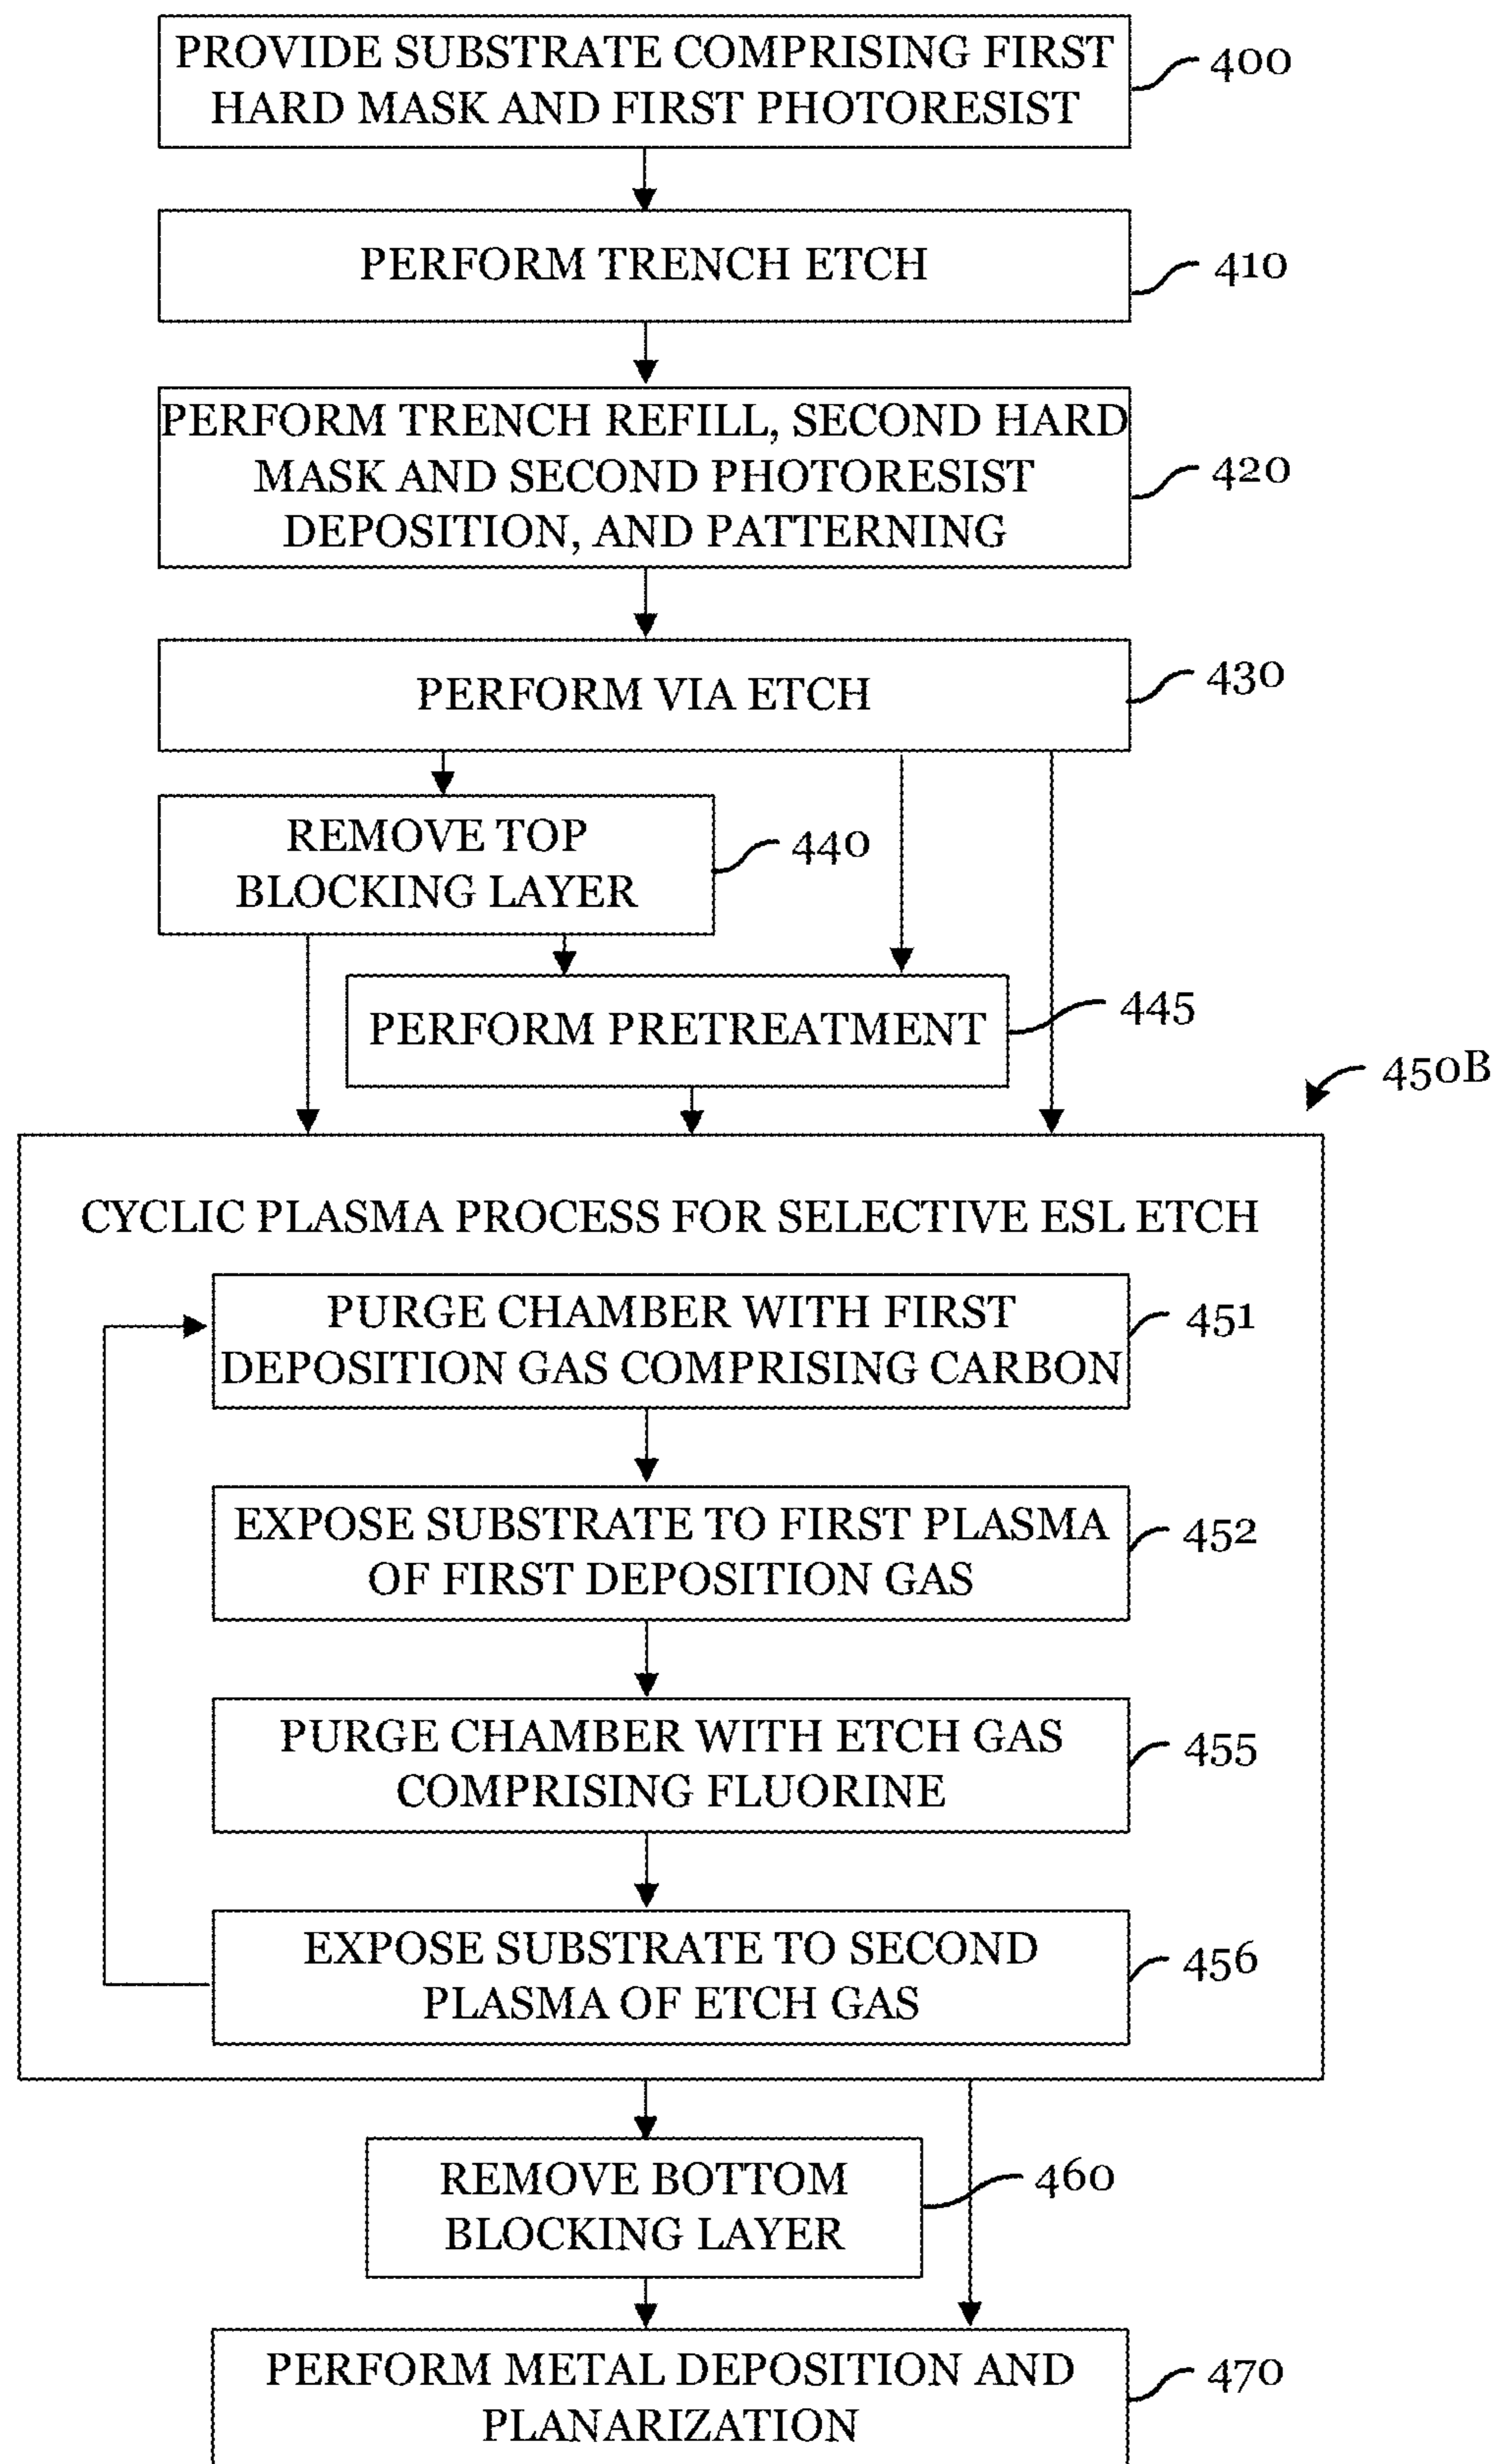 PROVIDE SUBSTRATE COMPRISING FIRST
HARD MASK AND FIRST PHOTORESIST
400
PERFORM TRENCH ETCH
410
PERFORM TRENCH REFILL, SECOND HARD
MASK AND SECOND PHOTORESIST
DEPOSITION, AND PATTERNING
420
PERFORM VIA ETCH
430
REMOVE TOP
BLOCKING LAYER
440
PERFORM PRETREATMENT
445
450B
CYCLIC PLASMA PROCESS FOR SELECTIVE ESL ETCH
PURGE CHAMBER WITH FIRST
DEPOSITION GAS COMPRISING CARBON
451
EXPOSE SUBSTRATE TO FIRST PLASMA
OF FIRST DEPOSITION GAS
452
PURGE CHAMBER WITH ETCH GAS
COMPRISING FLUORINE
455
EXPOSE SUBSTRATE TO SECOND
PLASMA OF ETCH GAS
456
REMOVE BOTTOM
BLOCKING LAYER
460
PERFORM METAL DEPOSITION AND
PLANARIZATION
470